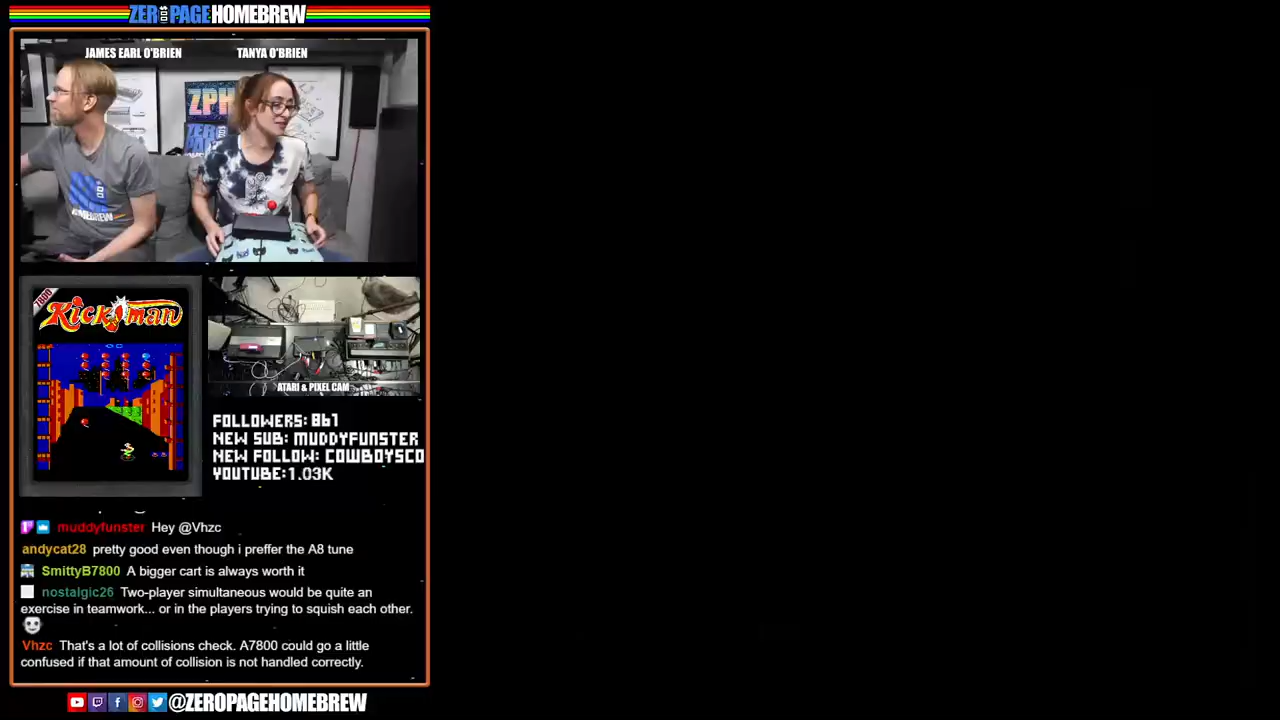 ZEROPAGEHOMEBREW
JAMES EARL O'BRIEN
TANYA O'BRIEN
ZPH
ZERO
PAGE
7800
Kickman
ATARI & PIXEL CAM
FOLLOWERS: 867
NEW SUB: MUDDYFUNSTER
NEW FOLLOW: COWBOYSCO
YOUTUBE:1.03K
muddyfunster Hey @Vhzc
andycat28 pretty good even though i preffer the A8 tune
SmittyB7800 A bigger cart is always worth it
nostalgic26 Two-player simultaneous would be quite an
exercise in teamwork... or in the players trying to squish each other.
Vhzc That's a lot of collisions check. A7800 could go a little
confused if that amount of collision is not handled correctly.
@ZEROPAGEHOMEBREW